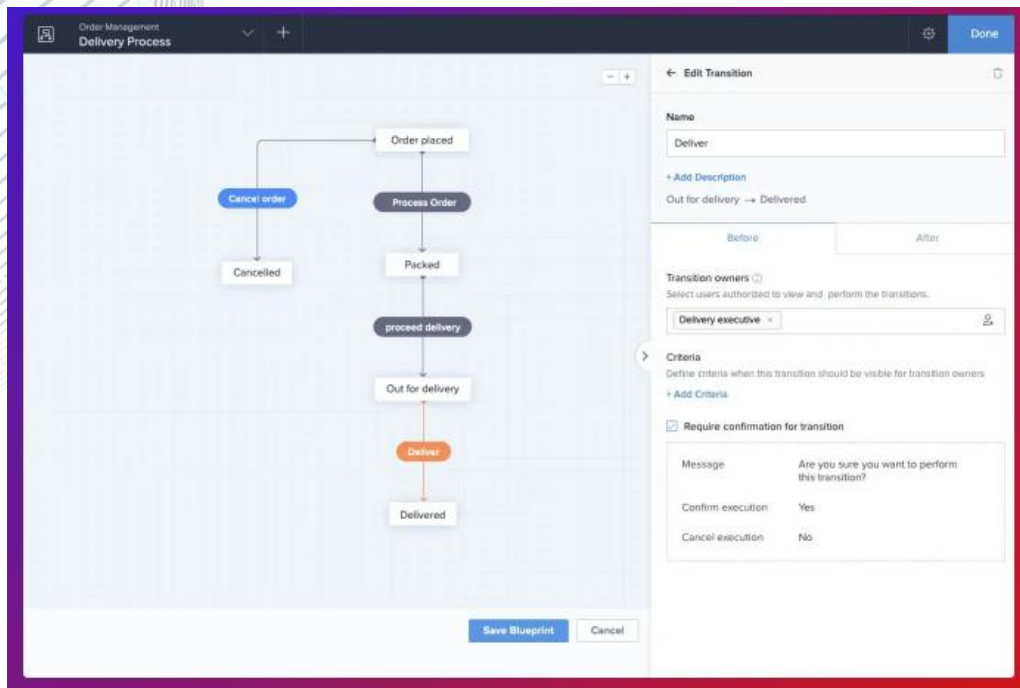 Order Management
Delivery Process
Done
Edit Transition
Name
Deliver
+ Add Description
Out for delivery → Delivered
Before
After
Transition owners
Select users authorized to view and perform the transitions.
Delivery executive ×
Criteria
Define criteria when this transition should be visible for transition owners
+ Add Criteria
Require confirmation for transition
Message
Are you sure you want to perform
this transition?
Confirm execution
Yes
Cancel execution
No
Order placed
Cancel order
Process Order
Cancelled
Packed
proceed delivery
Out for delivery
Deliver
Delivered
Save Blueprint
Cancel